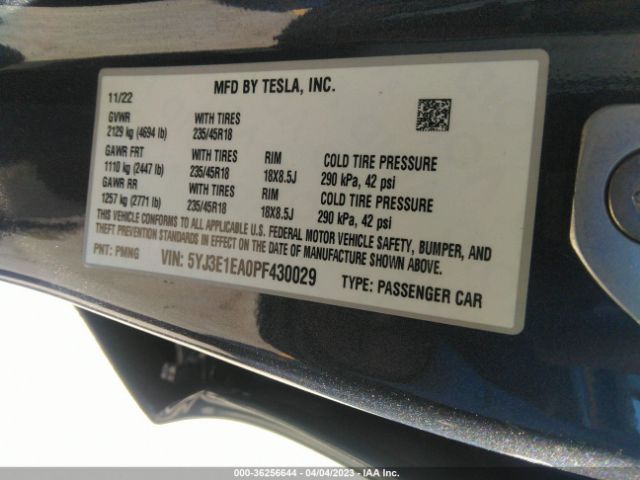 MFD BY TESLA, INC.
11/22
GVWR WITH TIRES
2129 kg (4694 lb) 235/45R18
GAWR FRT WITH TIRES RIM COLD TIRE PRESSURE
1110 kg (2447 lb) 235/45R18 18X8.5J 290 kPa, 42 psi
GAWR RR WITH TIRES RIM COLD TIRE PRESSURE
1257 kg (2771 lb) 235/45R18 18X8.5J 290 kPa, 42 psi
THIS VEHICLE CONFORMS TO ALL APPLICABLE U.S. FEDERAL MOTOR VEHICLE SAFETY, BUMPER, AND
THEFT PREVENTION STANDARDS IN EFFECT ON THE DATE OF MANUFACTURE SHOWN ABOVE.
PNT: PMNG VIN: 5YJ3E1EA0PF430029 TYPE: PASSENGER CAR
000-36256644 - 04/04/2023 - IAA Inc.